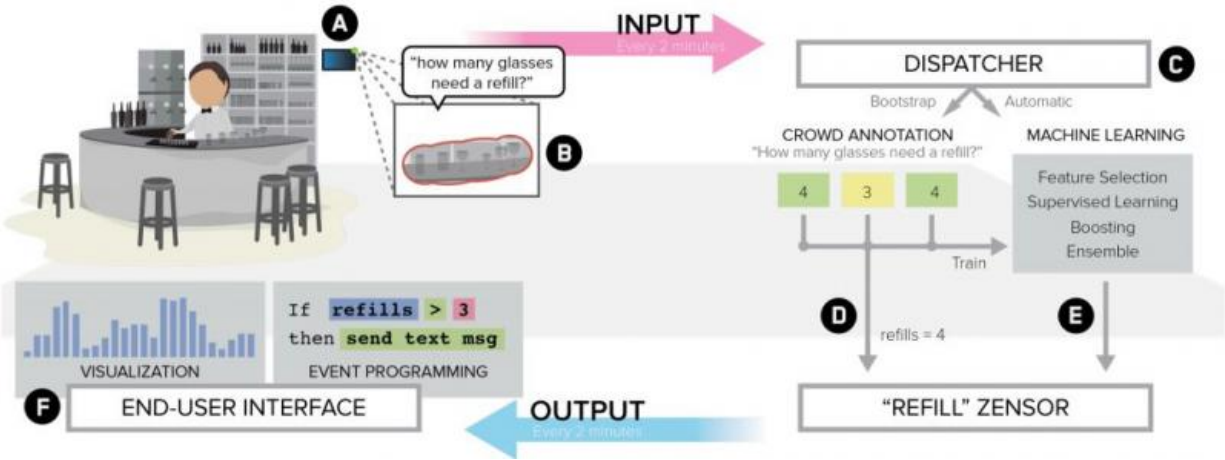 A
"how many glasses
need a refill?"
B
INPUT
Every 2 minutes
DISPATCHER
C
Bootstrap
Automatic
CROWD ANNOTATION
"How many glasses need a refill?"
4
3
4
Train
MACHINE LEARNING
Feature Selection
Supervised Learning
Boosting
Ensemble
D
refills = 4
E
"REFILL" ZENSOR
OUTPUT
Every 2 minutes
VISUALIZATION
If refills > 3
then send text msg
EVENT PROGRAMMING
F
END-USER INTERFACE